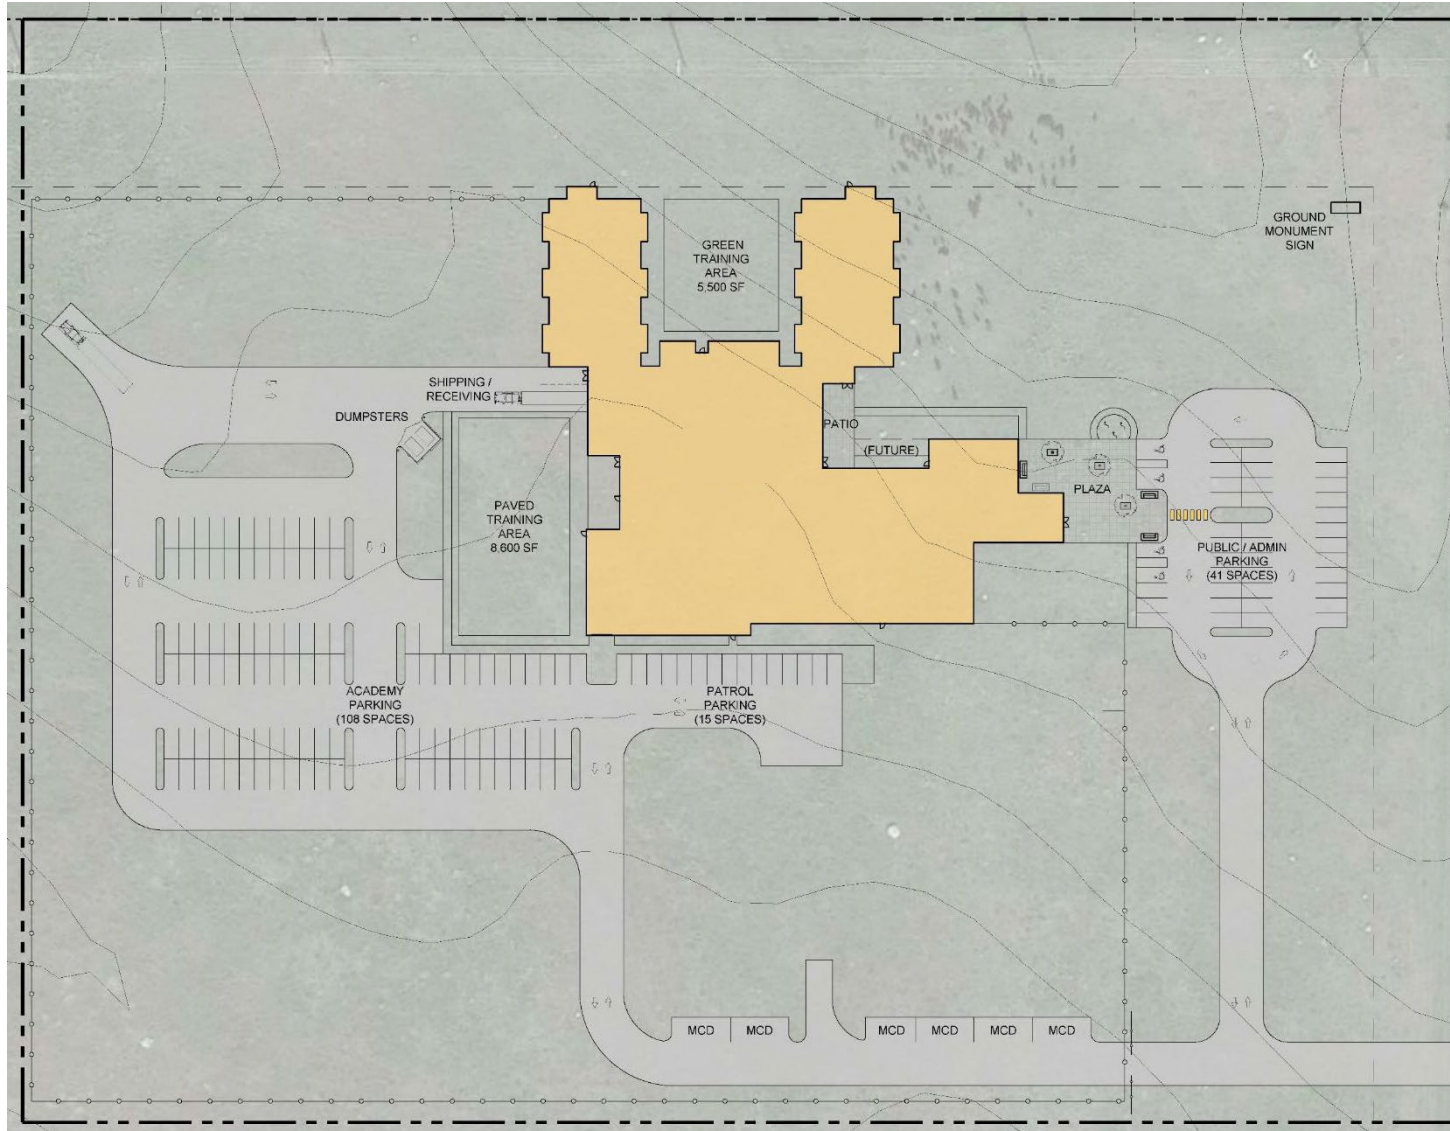 GROUND
MONUMENT
SIGN
GREEN
TRAINING
AREA
5,500 SF
SHIPPING /
RECEIVING
DUMPSTERS
PATIO
(FUTURE)
PLAZA
PAVED
TRAINING
AREA
8,600 SF
PUBLIC / ADMIN
PARKING
(41 SPACES)
ACADEMY
PARKING
(108 SPACES)
PATROL
PARKING
(15 SPACES)
MCD
MCD
MCD
MCD
MCD
MCD